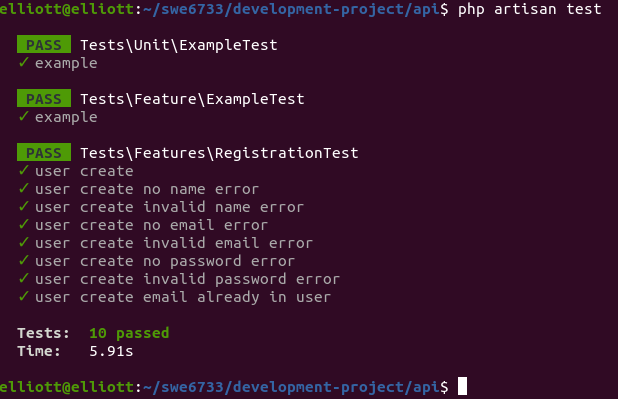 elliott@elliott:~/swe6733/development-project/api$ php artisan test
PASS Tests\Unit\ExampleTest
✓ example
PASS Tests\Feature\ExampleTest
✓ example
PASS Tests\Features\RegistrationTest
✓ user create
✓ user create no name error
✓ user create invalid name error
✓ user create no email error
✓ user create invalid email error
✓ user create no password error
✓ user create invalid password error
✓ user create email already in user
Tests: 10 passed
Time: 5.91s
elliott@elliott:~/swe6733/development-project/api$